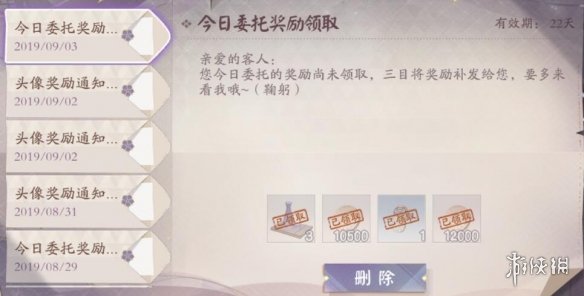 今日委托奖励...
2019/09/03
头像奖励通知...
2019/09/02
头像奖励通知...
2019/09/02
头像奖励通知...
2019/08/31
今日委托奖励...
2019/08/29
今日委托奖励领取
有效期：22天
亲爱的客人：
您今日委托的奖励尚未领取，三目将奖励补发给您，要多来
看我哦~（鞠躬）
已领取 已领取 已领取 已领取
3 10500 1 12000
删除
游侠网